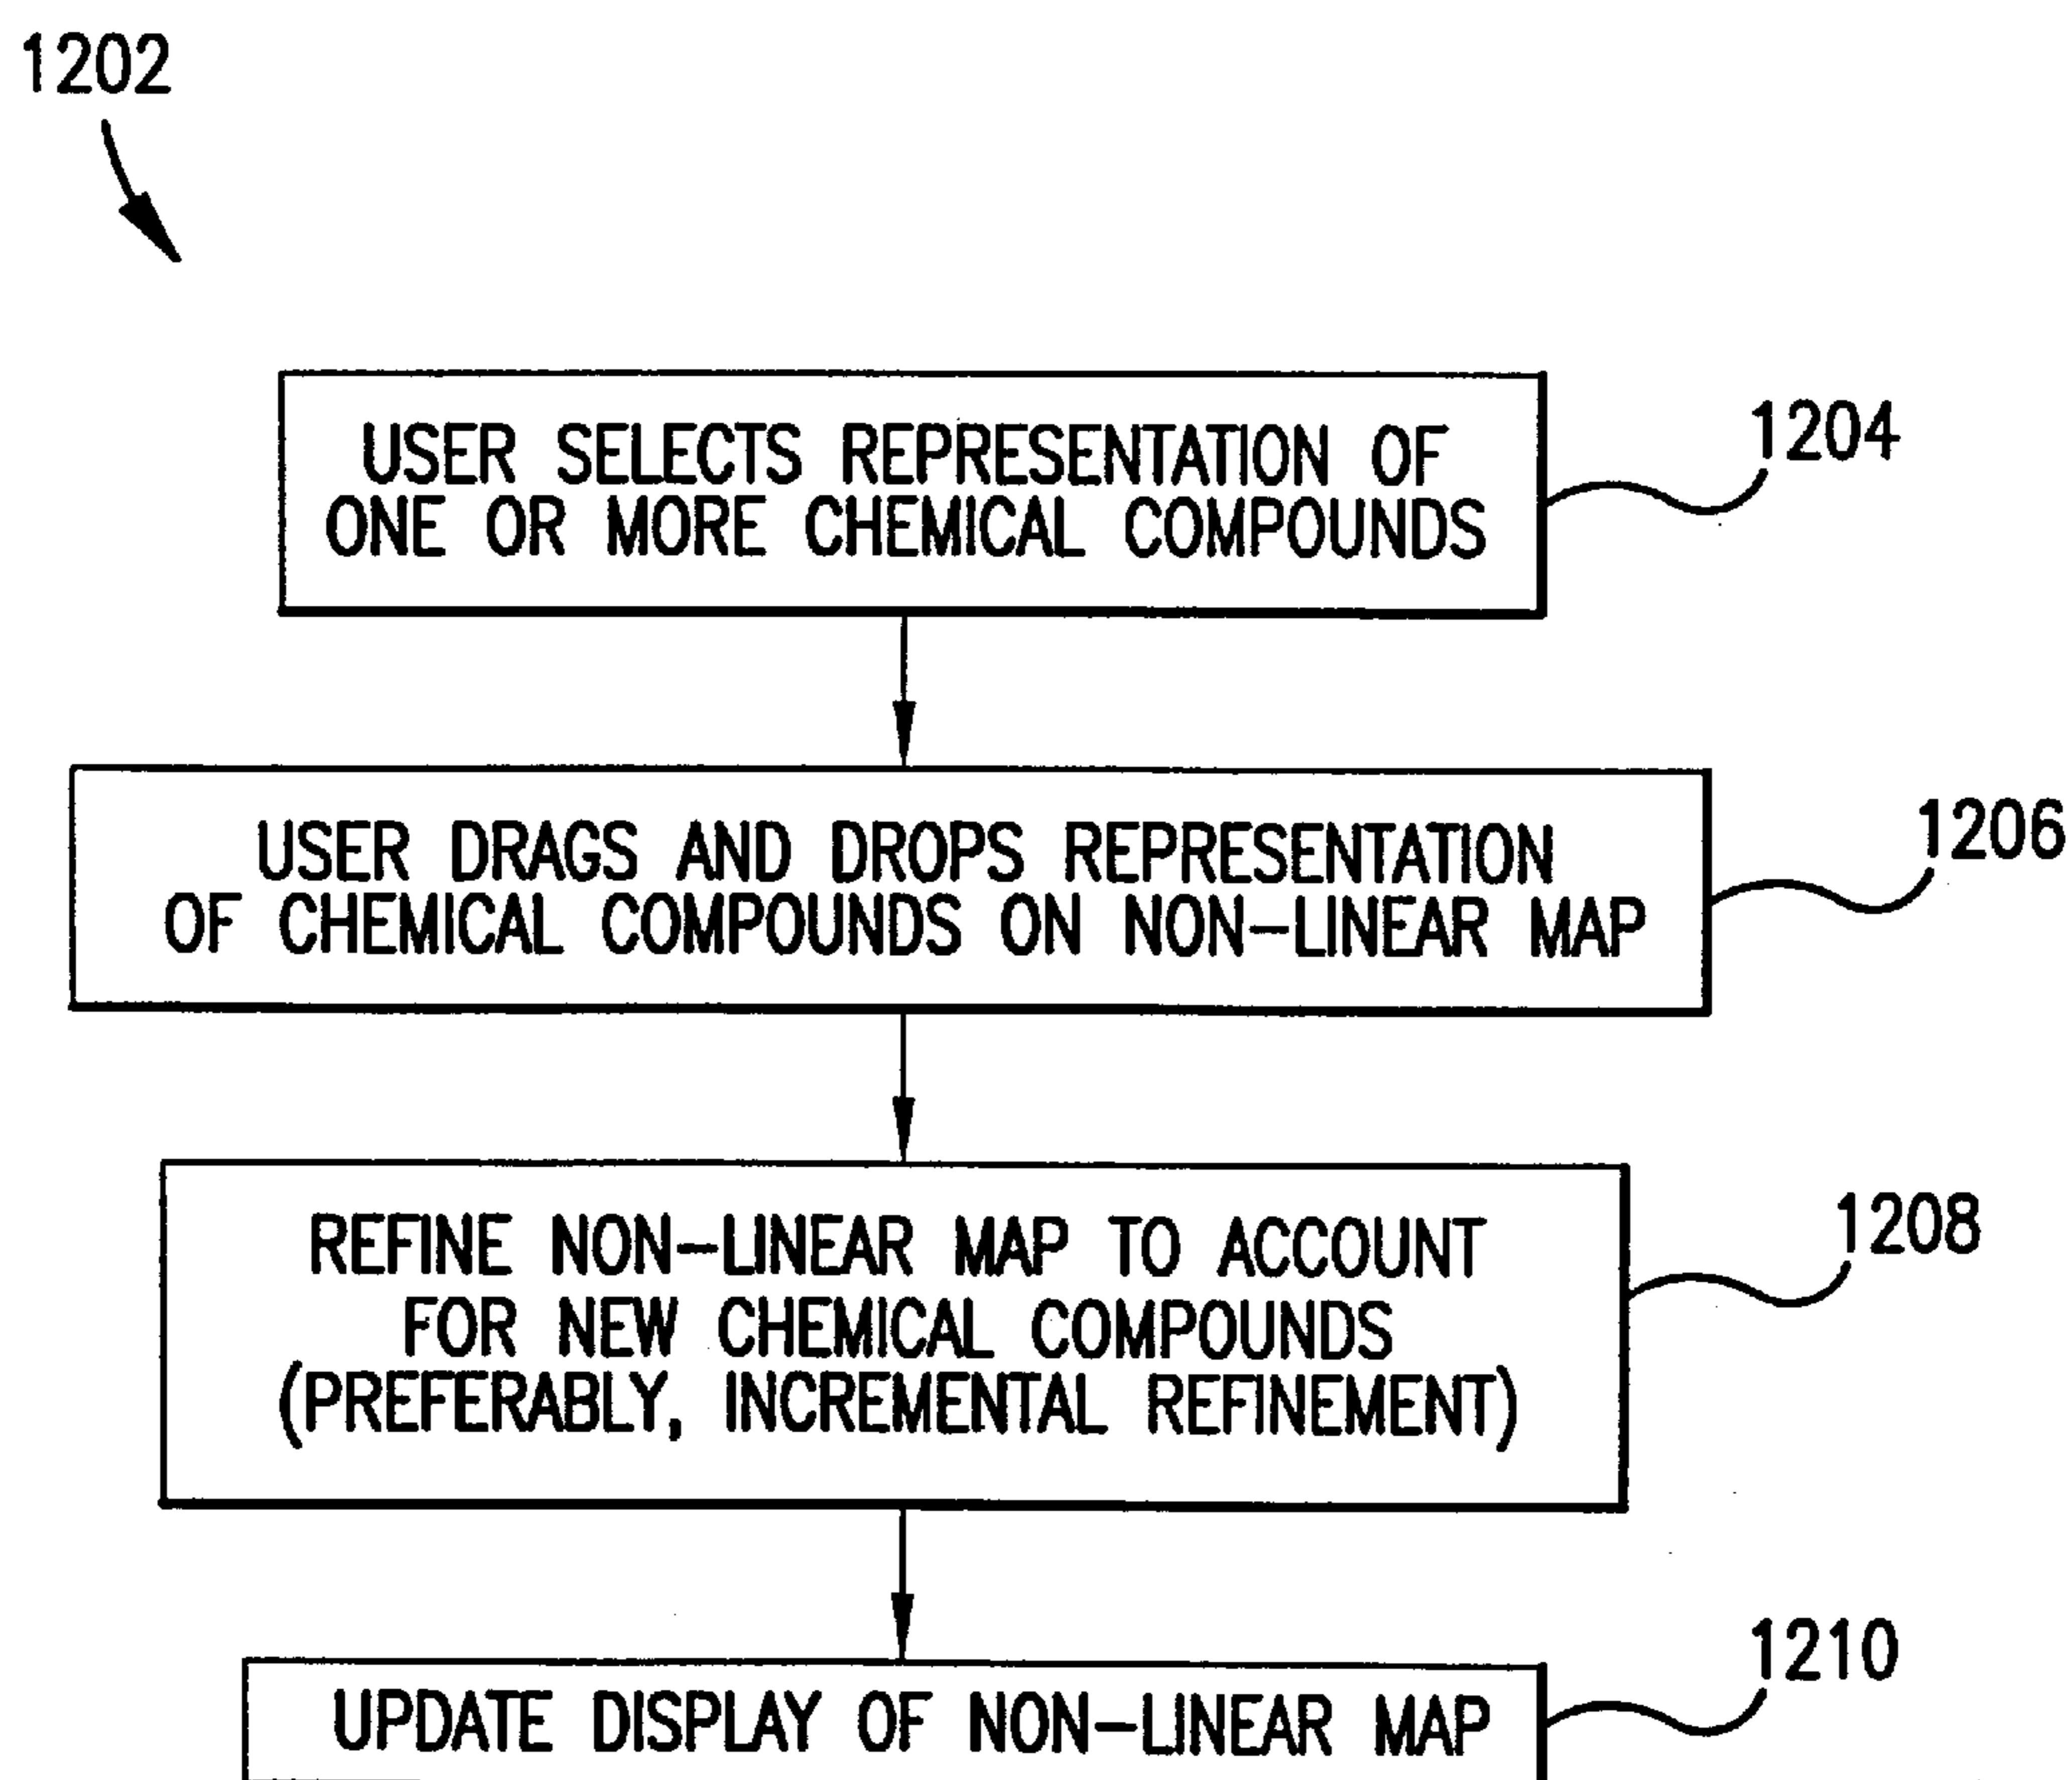 1202
USER SELECTS REPRESENTATION OF
ONE OR MORE CHEMICAL COMPOUNDS
1204
USER DRAGS AND DROPS REPRESENTATION
OF CHEMICAL COMPOUNDS ON NON-LINEAR MAP
1206
REFINE NON-LINEAR MAP TO ACCOUNT
FOR NEW CHEMICAL COMPOUNDS
(PREFERABLY, INCREMENTAL REFINEMENT)
1208
UPDATE DISPLAY OF NON-LINEAR MAP
1210